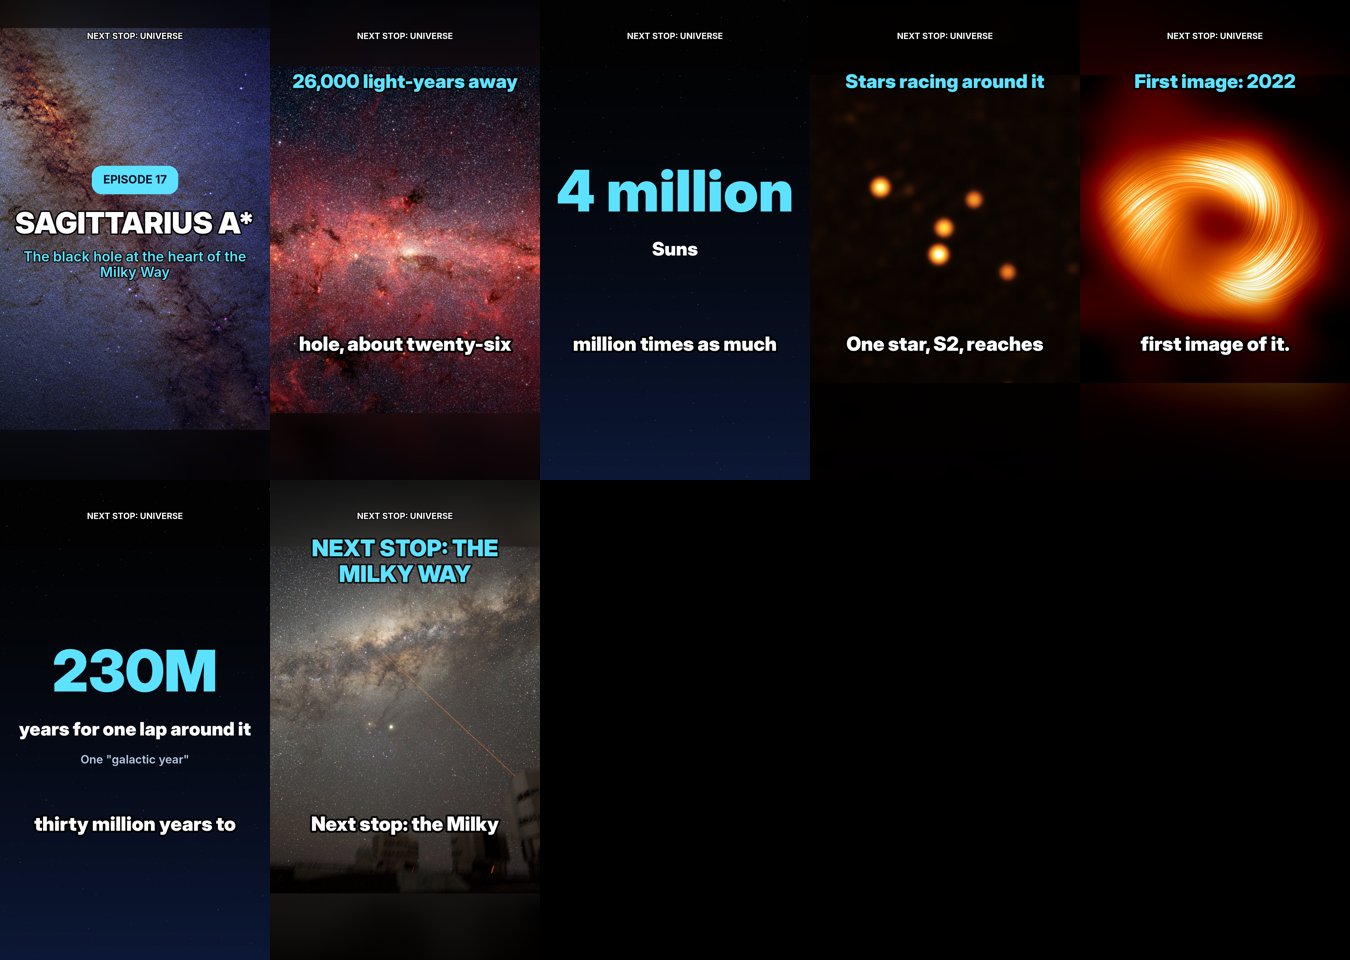 NEXT STOP: UNIVERSE
EPISODE 17
SAGITTARIUS A*
The black hole at the heart of the
Milky Way
NEXT STOP: UNIVERSE
26,000 light-years away
hole, about twenty-six
NEXT STOP: UNIVERSE
4 million
Suns
million times as much
NEXT STOP: UNIVERSE
Stars racing around it
One star, S2, reaches
NEXT STOP: UNIVERSE
First image: 2022
first image of it.
NEXT STOP: UNIVERSE
230M
years for one lap around it
One "galactic year"
thirty million years to
NEXT STOP: UNIVERSE
NEXT STOP: THE
MILKY WAY
Next stop: the Milky